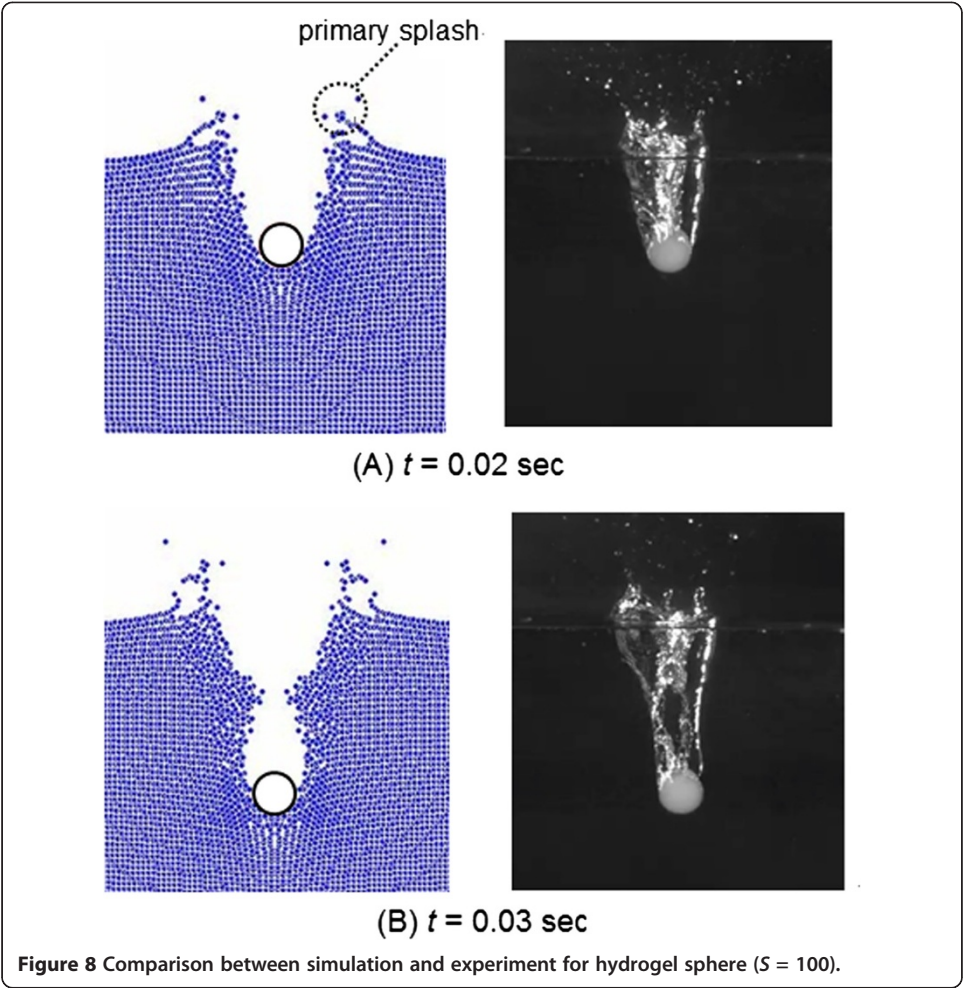 primary splash
(A) t = 0.02 sec
(B) t = 0.03 sec
Figure 8 Comparison between simulation and experiment for hydrogel sphere (S = 100).